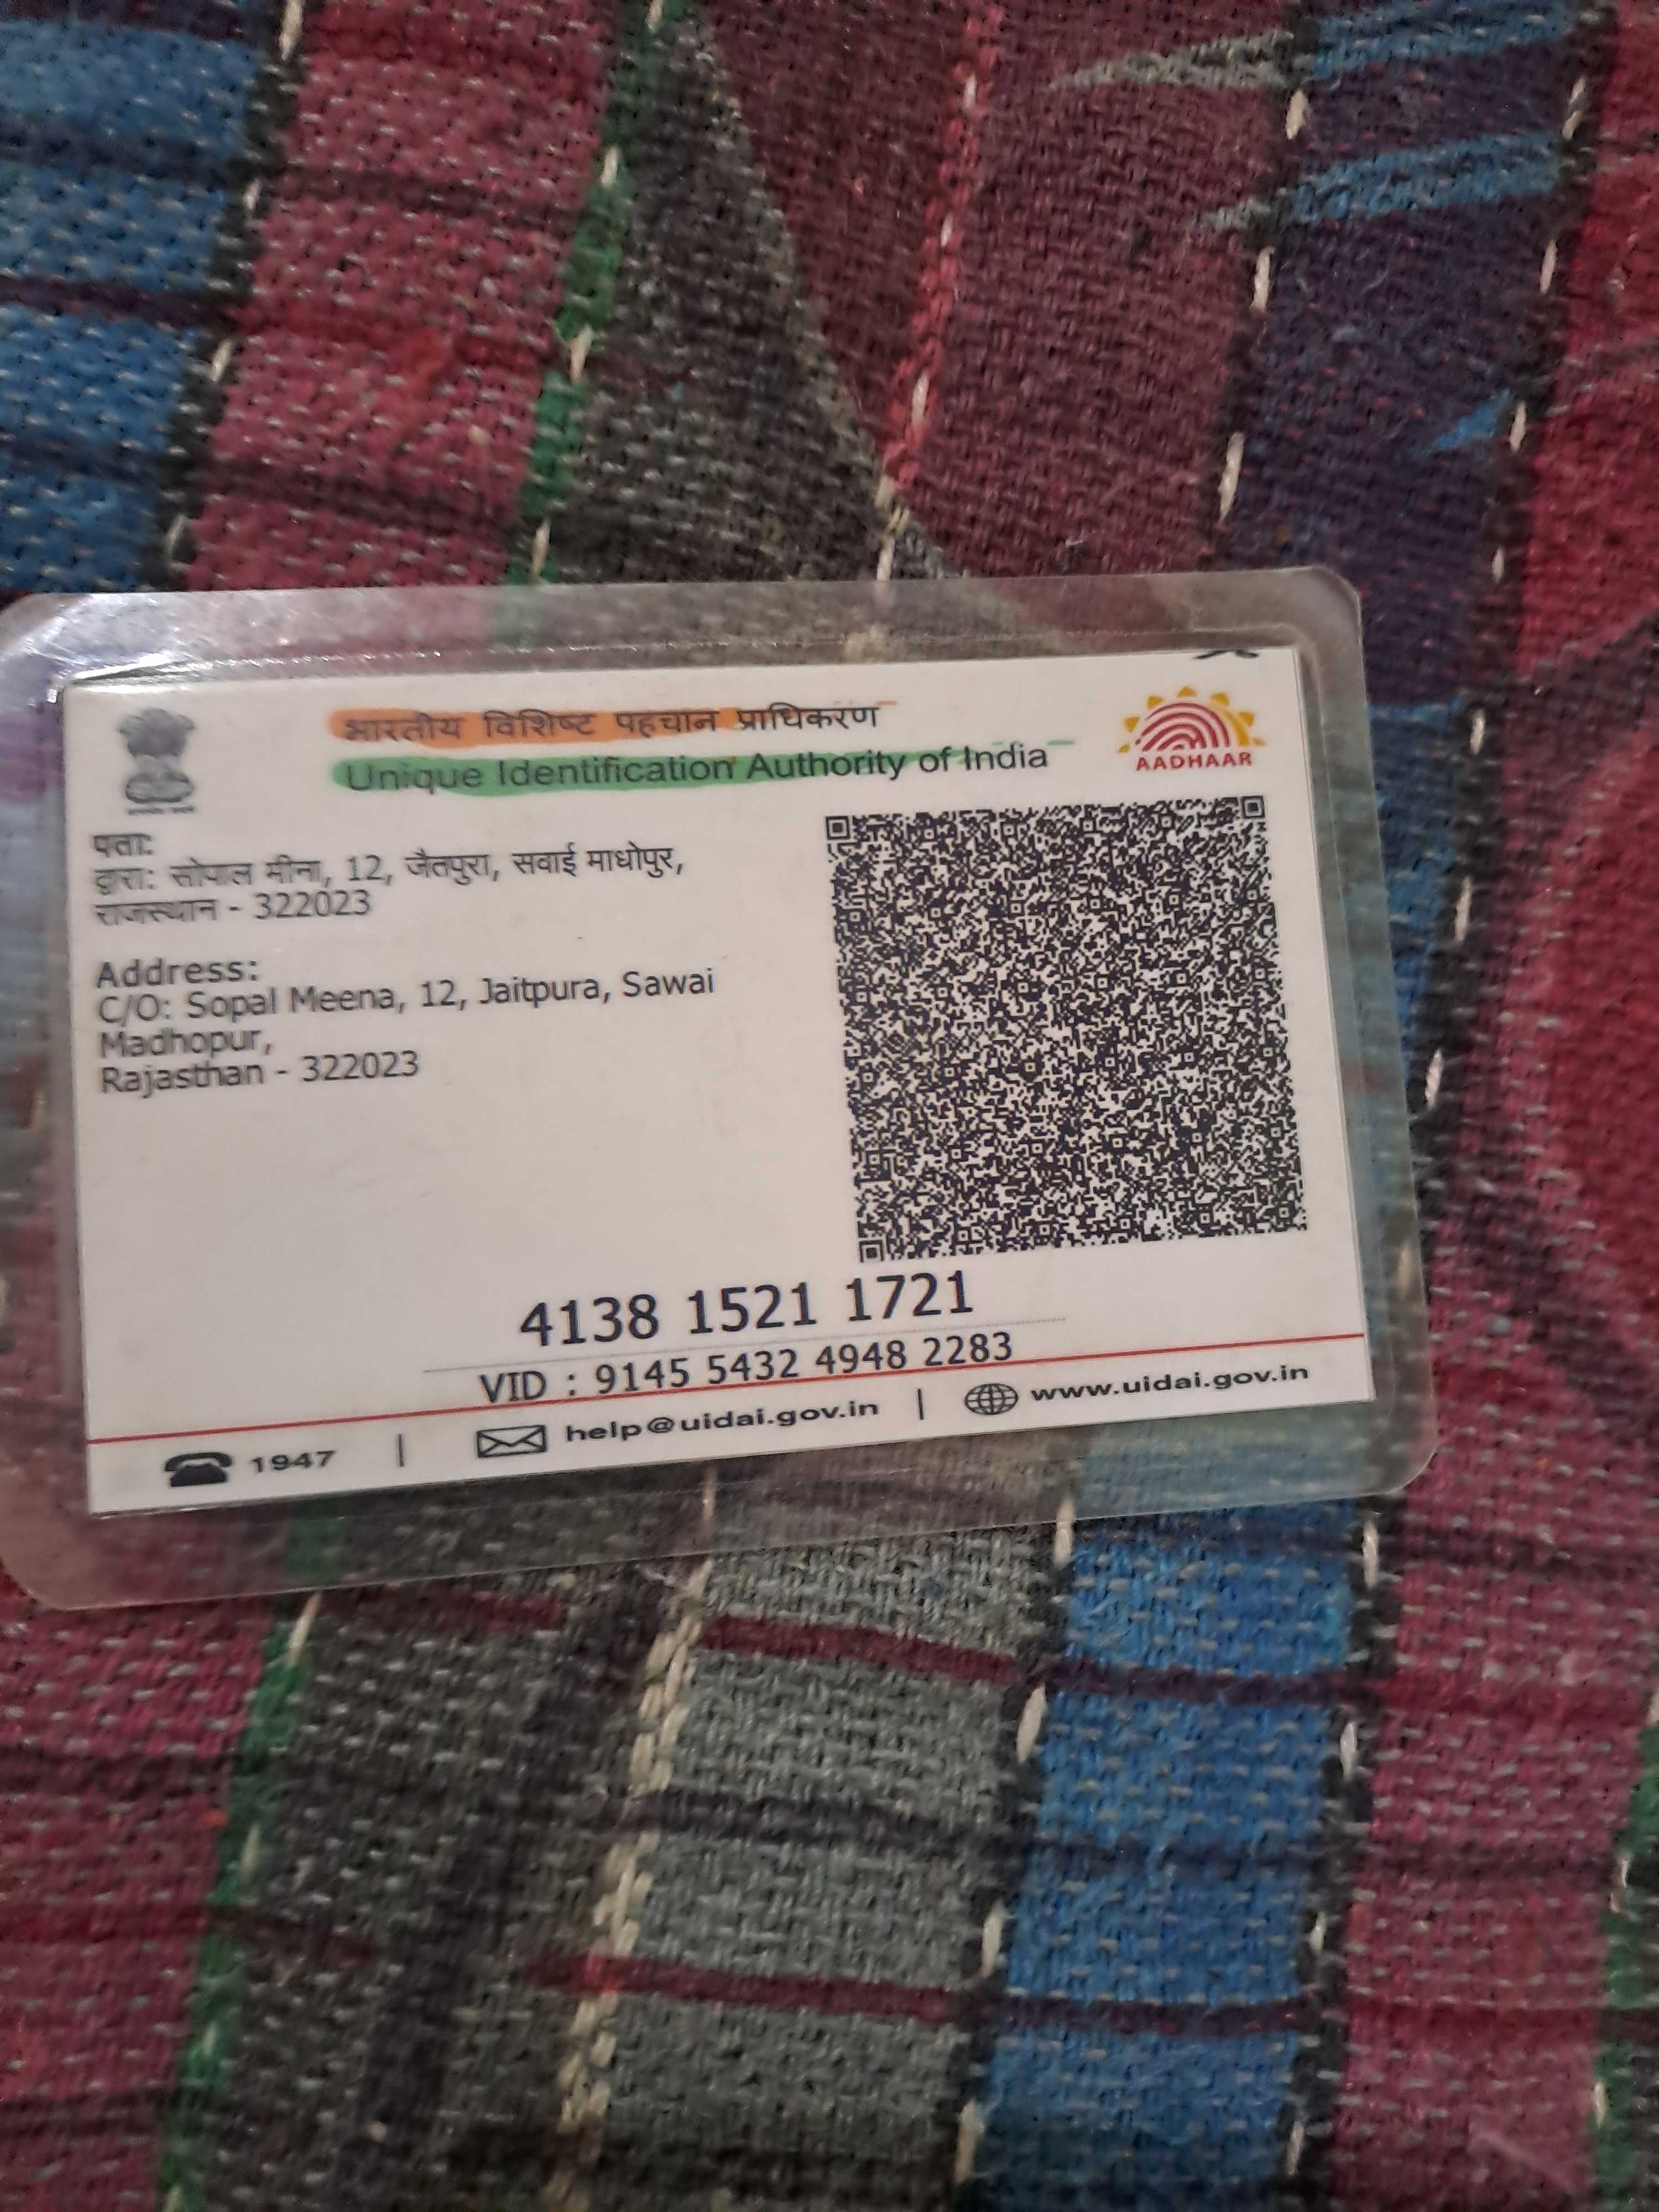 भारतीय विशिष्ट पहचान प्राधिकरण
Unique Identification Authority of India
AADHAAR
पता:
द्वारा: सोपाल मीना, 12, जैतपुरा, सवाई माधोपुर,
राजस्थान - 322023
Address:
C/O: Sopal Meena, 12, Jaitpura, Sawai
Madhopur,
Rajasthan - 322023
4138 1521 1721
VID : 9145 5432 4948 2283
1947 | help@uidai.gov.in | www.uidai.gov.in